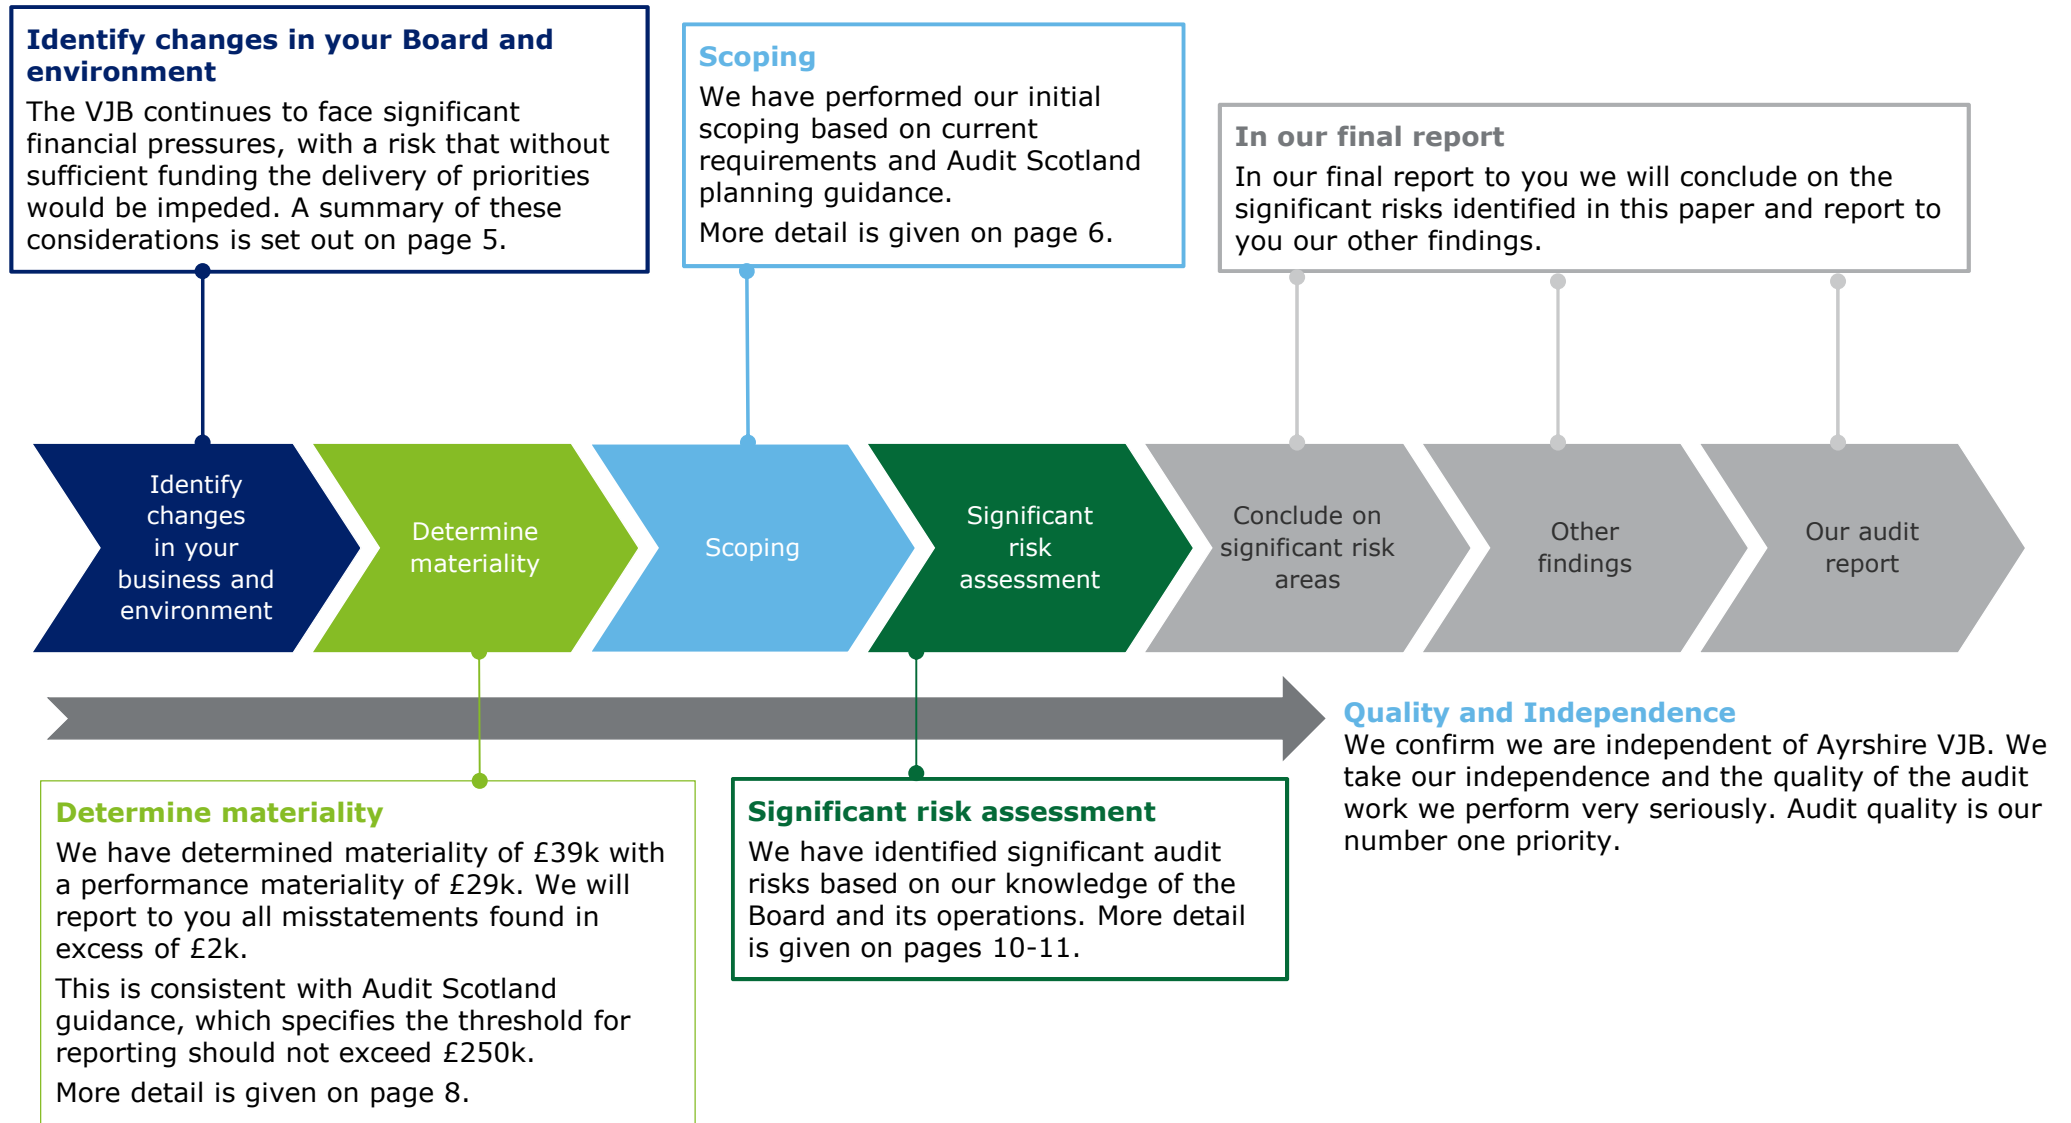 Identify changes in your Board and
environment
The VJB continues to face significant
financial pressures, with a risk that without
sufficient funding the delivery of priorities
would be impeded. A summary of these
considerations is set out on page 5.
Scoping
We have performed our initial
scoping based on current
requirements and Audit Scotland
planning guidance.
More detail is given on page 6.
In our final report
In our final report to you we will conclude on the
significant risks identified in this paper and report to
you our other findings.
Identify
changes
in your
business and
environment
Determine
materiality
Scoping
Significant
risk
assessment
Conclude on
significant risk
areas
Other
findings
Our audit
report
Determine materiality
We have determined materiality of £39k with
a performance materiality of £29k. We will
report to you all misstatements found in
excess of £2k.
This is consistent with Audit Scotland
guidance, which specifies the threshold for
reporting should not exceed £250k.
More detail is given on page 8.
Significant risk assessment
We have identified significant audit
risks based on our knowledge of the
Board and its operations. More detail
is given on pages 10-11.
Quality and Independence
We confirm we are independent of Ayrshire VJB. We
take our independence and the quality of the audit
work we perform very seriously. Audit quality is our
number one priority.